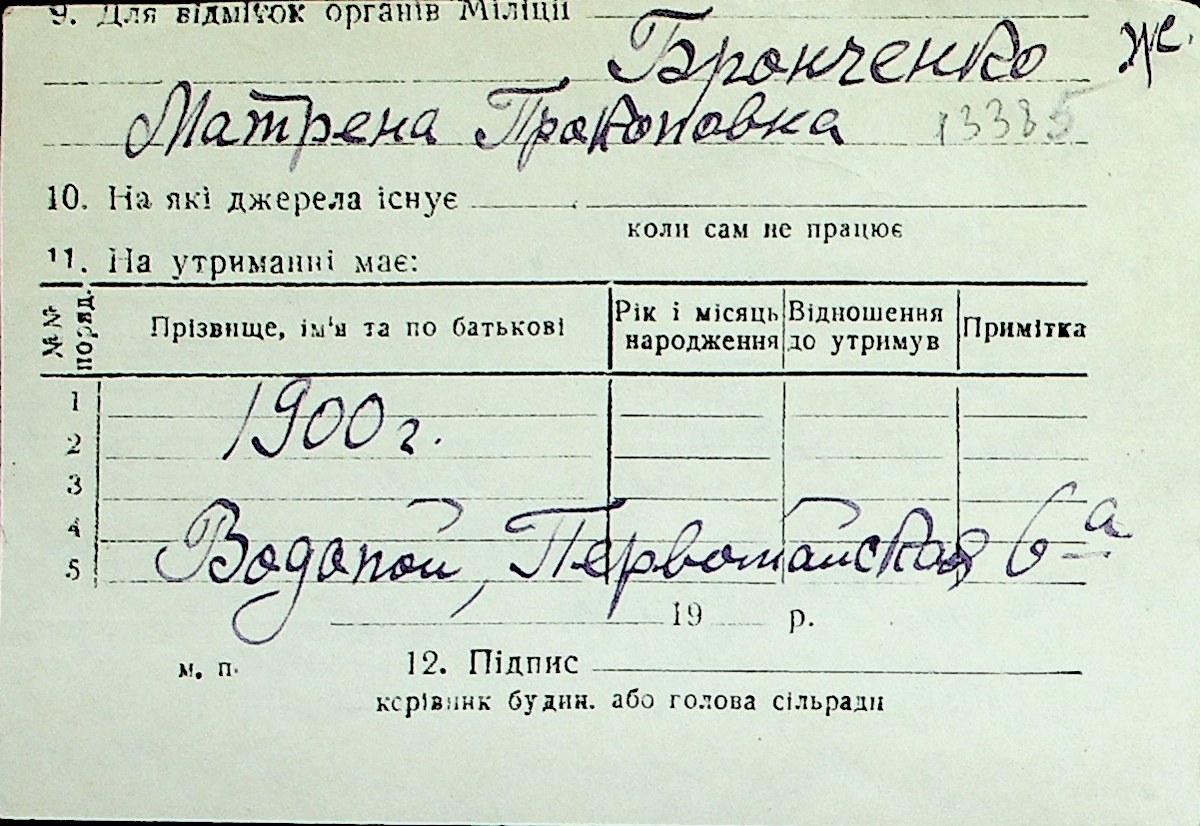 9. Для відміток органів Міліції
Бронченко же.
Матрена Прокоповна 13385
10. На які джерела існує
коли сам не працює
11. На утриманні має:
№№ поряд. Прізвище, ім'я та по батькові Рік і місяць народження Відношення до утримув Примітка
1
1900 г.
2
3
4
Водопой, Первомайская 6а
5
19 р.
м. п. 12. Підпис
керівник будин. або голова сільради